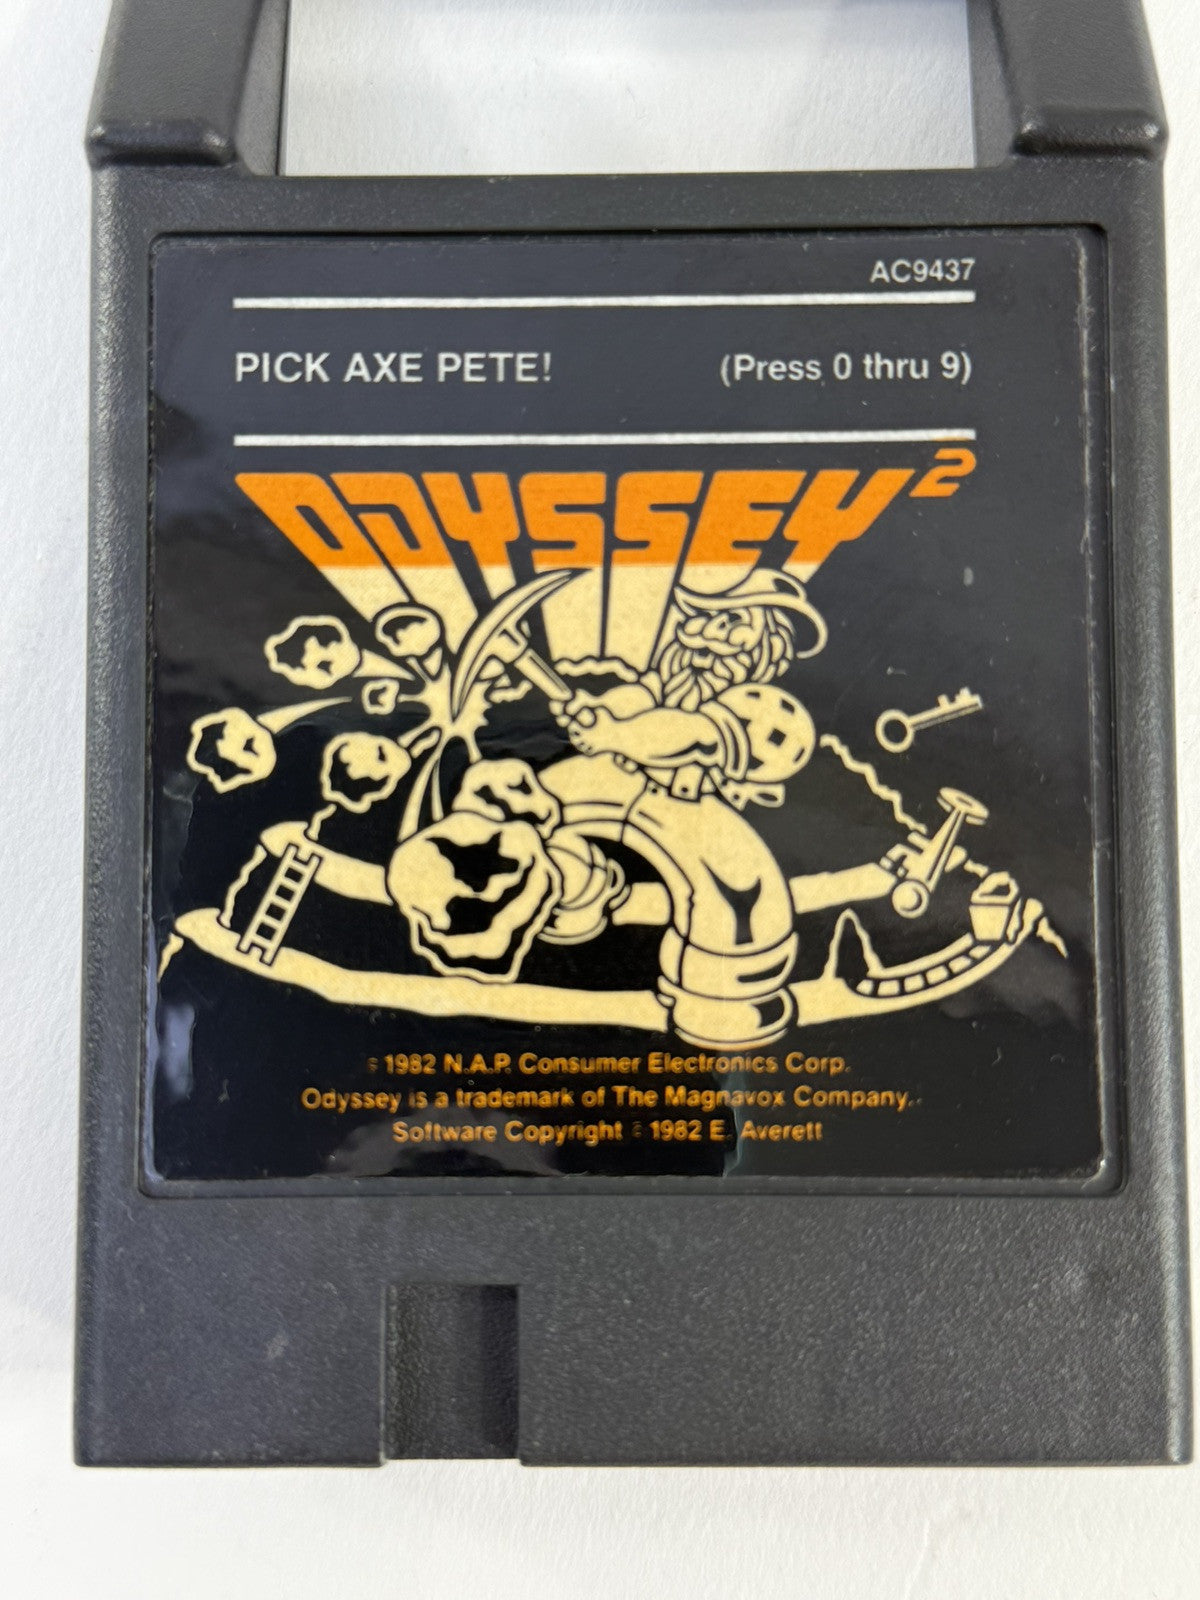 AC9437
PICK AXE PETE! (Press 0 thru 9)
ODYSSEY²
© 1982 N.A.P. Consumer Electronics Corp.
Odyssey is a trademark of The Magnavox Company.
Software Copyright © 1982 E. Averett